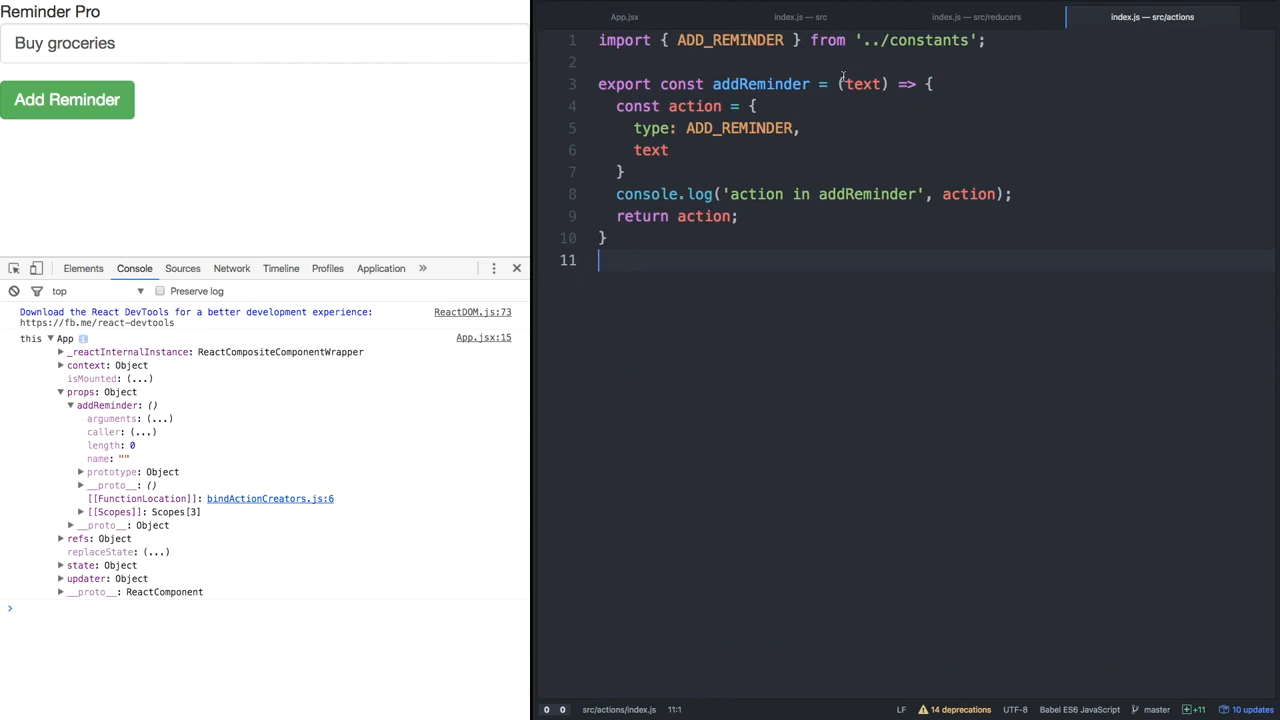 Reminder Pro
Buy groceries
Add Reminder
Elements Console Sources Network Timeline Profiles Application »
top Preserve log
Download the React DevTools for a better development experience: ReactDOM.js:73
https://fb.me/react-devtools
this ▼ App i App.jsx:15
▶ _reactInternalInstance: ReactCompositeComponentWrapper
▶ context: Object
isMounted: (...)
▼ props: Object
▼ addReminder: ()
arguments: (...)
caller: (...)
length: 0
name: ""
▶ prototype: Object
▶ __proto__: ()
[[FunctionLocation]]: bindActionCreators.js:6
▶ [[Scopes]]: Scopes[3]
▶ __proto__: Object
▶ refs: Object
replaceState: (...)
▶ state: Object
▶ updater: Object
▶ __proto__: ReactComponent
App.jsx index.js — src index.js — src/reducers index.js — src/actions
1 import { ADD_REMINDER } from '../constants';
2
3 export const addReminder = (text) => {
4 const action = {
5 type: ADD_REMINDER,
6 text
7 }
8 console.log('action in addReminder', action);
9 return action;
10 }
11
0 0 src/actions/index.js 11:1 LF 14 deprecations UTF-8 Babel ES6 JavaScript master +11 10 updates